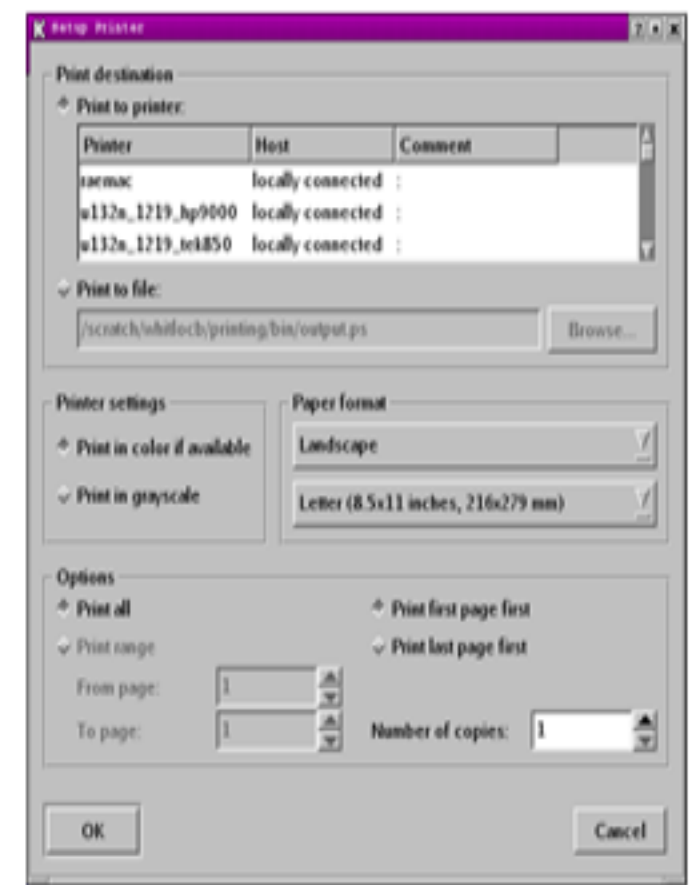 Setup Printer
Print destination
Print to printer:
Printer Host Comment
raemac locally connected :
u132n_1219_hp9000 locally connected :
u132n_1219_tek850 locally connected :
Print to file:
/scratch/whitlocb/printing/bin/output.ps Browse...
Printer settings
Print in color if available
Print in grayscale
Paper format
Landscape
Letter (8.5x11 inches, 216x279 mm)
Options
Print all
Print range
From page: 1
To page: 1
Print first page first
Print last page first
Number of copies: 1
OK Cancel